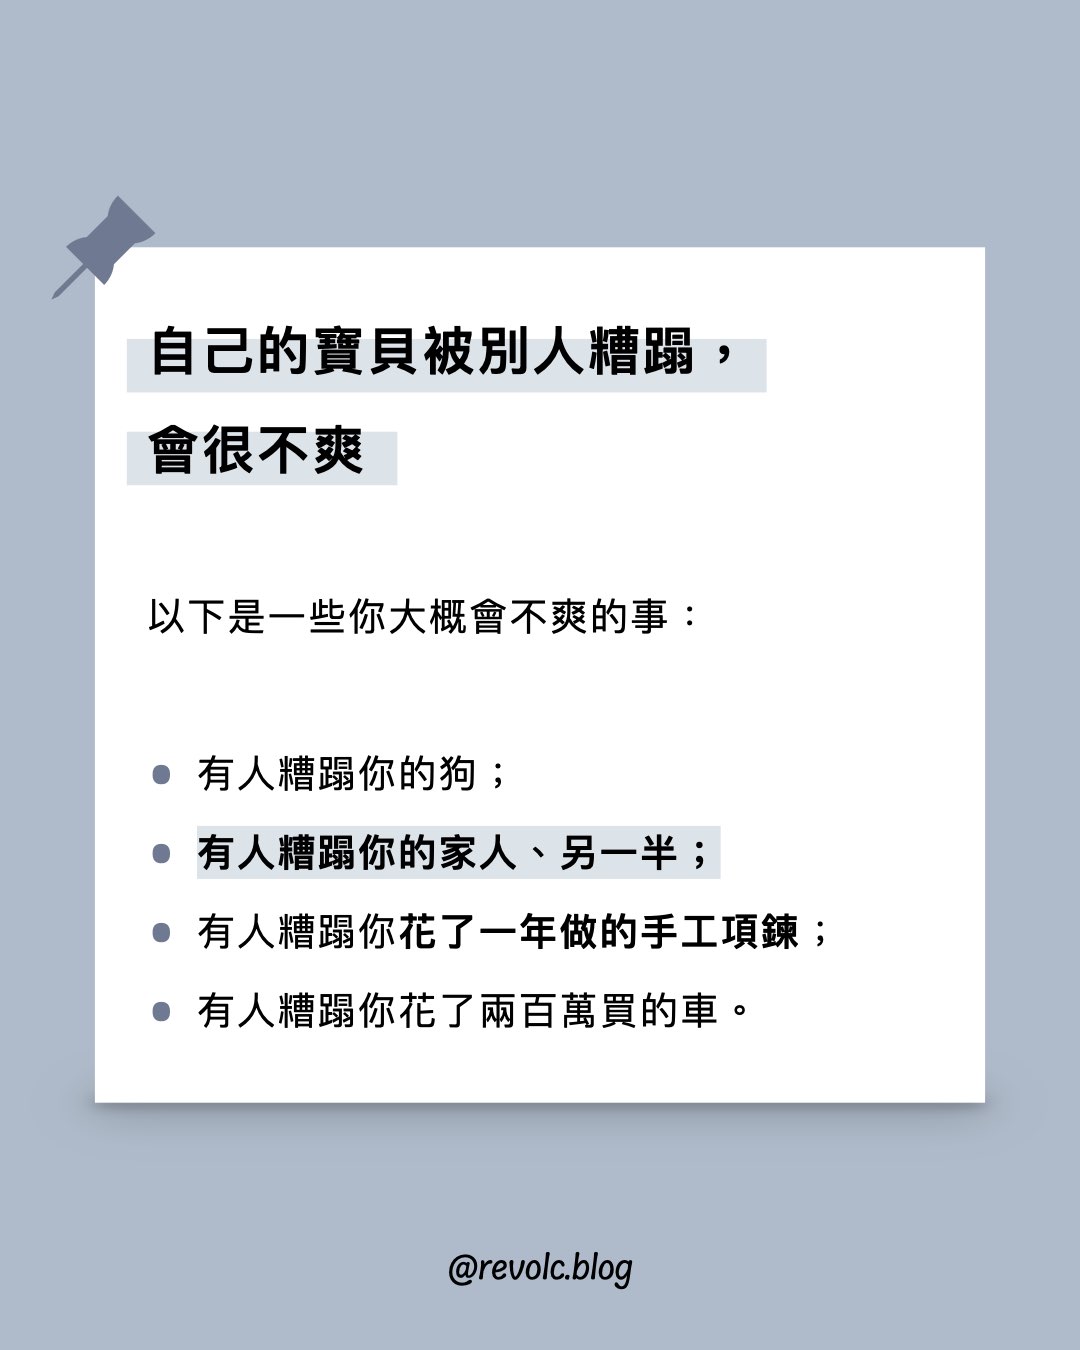 自己的寶貝被別人糟蹋，
會很不爽
以下是一些你大概會不爽的事：
有人糟蹋你的狗；
有人糟蹋你的家人、另一半；
有人糟蹋你花了一年做的手工項鍊；
有人糟蹋你花了兩百萬買的車。
@revolc.blog